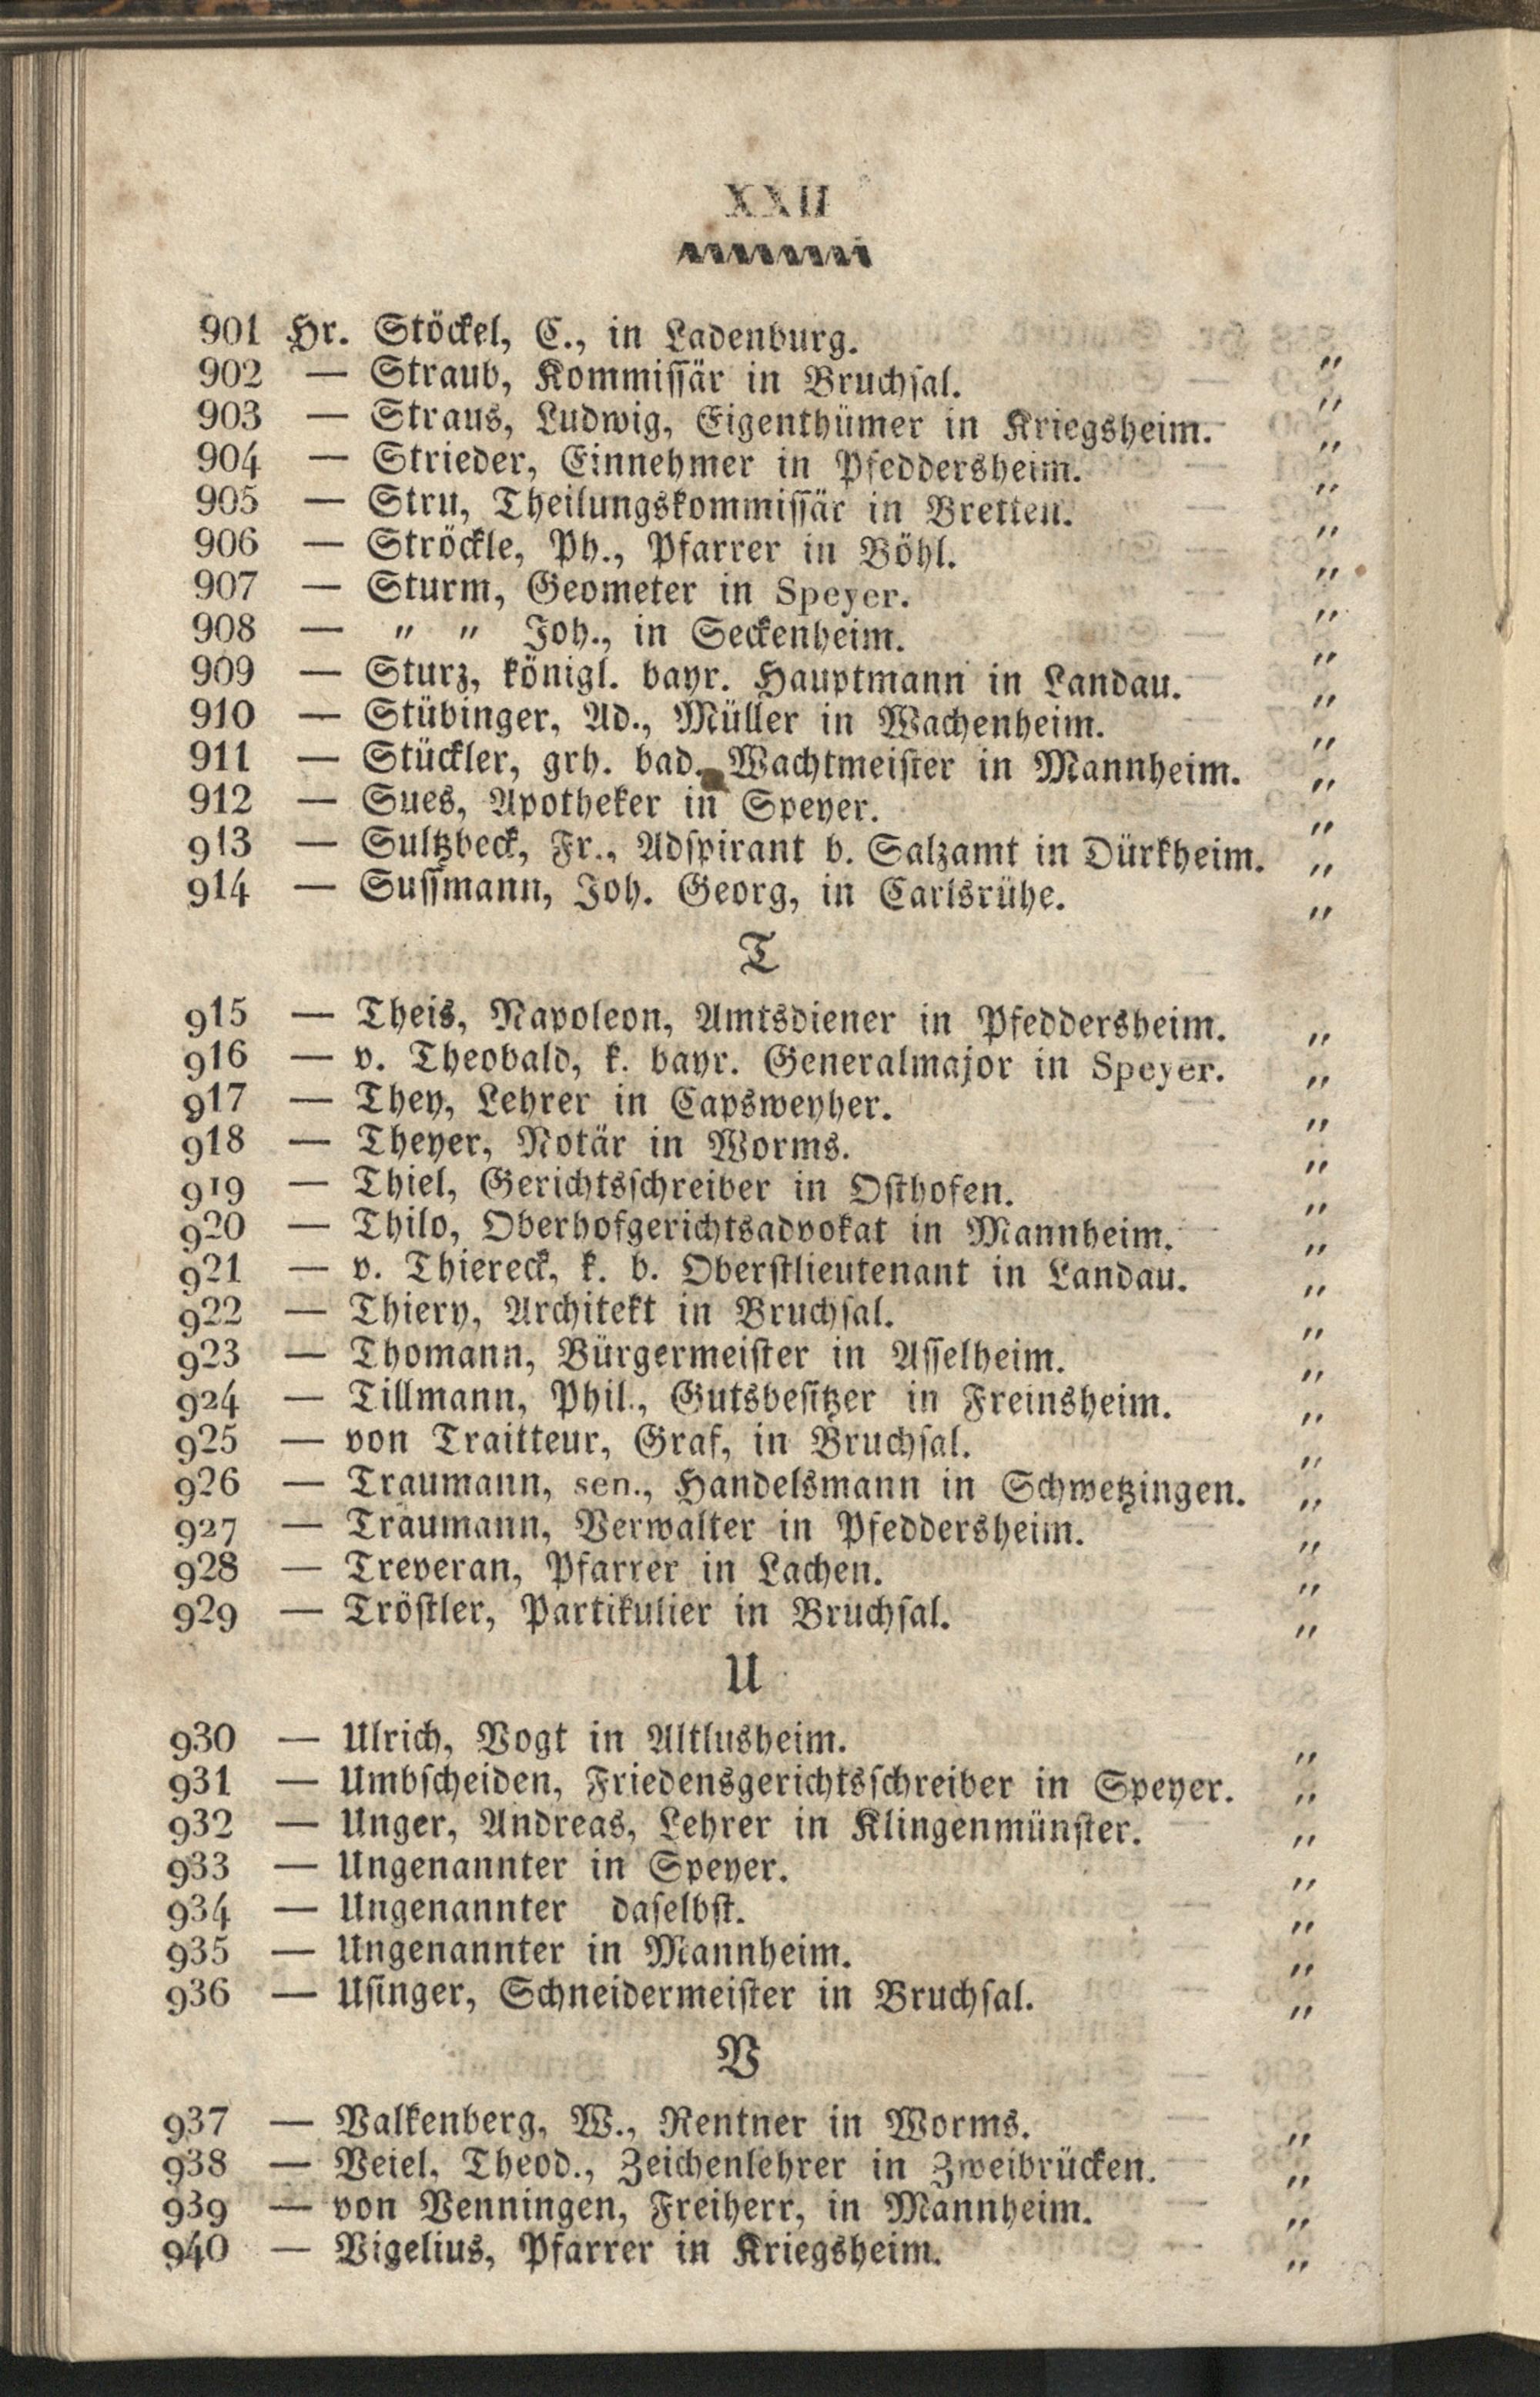 XXII
901 Hr. Stöckel, C., in Ladenburg. „
902 — Straub, Kommissär in Bruchsal. „
903 — Straus, Ludwig, Eigenthümer in Kriegsheim. „
904 — Strieder, Einnehmer in Pfeddersheim. „
905 — Stru, Theilungskommissär in Bretten. „
906 — Ströckle, Ph., Pfarrer in Böhl. „
907 — Sturm, Geometer in Speyer. „
908 — „ „ Joh., in Seckenheim. „
909 — Sturz, königl. bayr. Hauptmann in Landau. „
910 — Stübinger, Ad., Müller in Wachenheim. „
911 — Stückler, grh. bad. Wachtmeister in Mannheim. „
912 — Sues, Apotheker in Speyer. „
913 — Sultzbeck, Fr., Adspirant b. Salzamt in Dürkheim. „
914 — Sussmann, Joh. Georg, in Carlsrühe. „
T
915 — Theis, Napoleon, Amtsdiener in Pfeddersheim. „
916 — v. Theobald, k. bayr. Generalmajor in Speyer. „
917 — They, Lehrer in Capsweyher. „
918 — Theyer, Notär in Worms. „
919 — Thiel, Gerichtsschreiber in Osthofen. „
920 — Thilo, Oberhofgerichtsadvokat in Mannheim. „
921 — v. Thiereck, k. b. Oberstlieutenant in Landau. „
922 — Thiery, Architekt in Bruchsal. „
923 — Thomann, Bürgermeister in Asselheim. „
924 — Tillmann, Phil., Gutsbesitzer in Freinsheim. „
925 — von Traitteur, Graf, in Bruchsal. „
926 — Traumann, sen., Handelsmann in Schwetzingen. „
927 — Traumann, Verwalter in Pfeddersheim. „
928 — Treveran, Pfarrer in Lachen. „
929 — Tröstler, Partikulier in Bruchsal. „
U
930 — Ulrich, Vogt in Altlusheim. „
931 — Umbscheiden, Friedensgerichtsschreiber in Speyer. „
932 — Unger, Andreas, Lehrer in Klingenmünster. „
933 — Ungenannter in Speyer. „
934 — Ungenannter daselbst. „
935 — Ungenannter in Mannheim. „
936 — Usinger, Schneidermeister in Bruchsal. „
V
937 — Valkenberg, W., Rentner in Worms. „
938 — Veiel, Theod., Zeichenlehrer in Zweibrücken. „
939 — von Venningen, Freiherr, in Mannheim. „
940 — Vigelius, Pfarrer in Kriegsheim. „